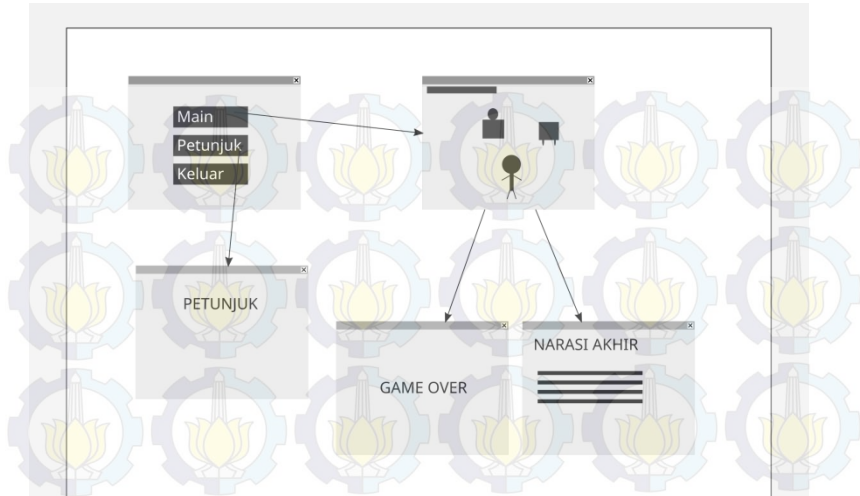 Main
Petunjuk
Keluar
PETUNJUK
GAME OVER
NARASI AKHIR